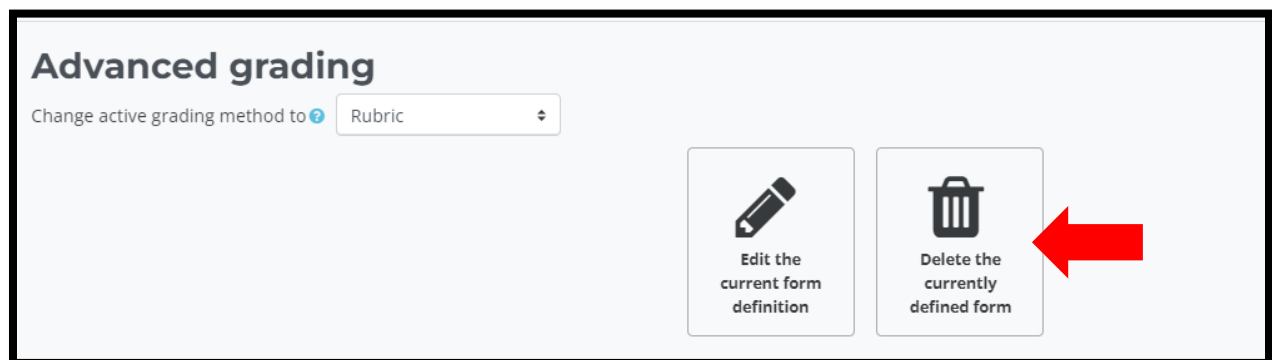 Advanced grading
Change active grading method to
Rubric
Edit the
current form
definition
Delete the
currently
defined form